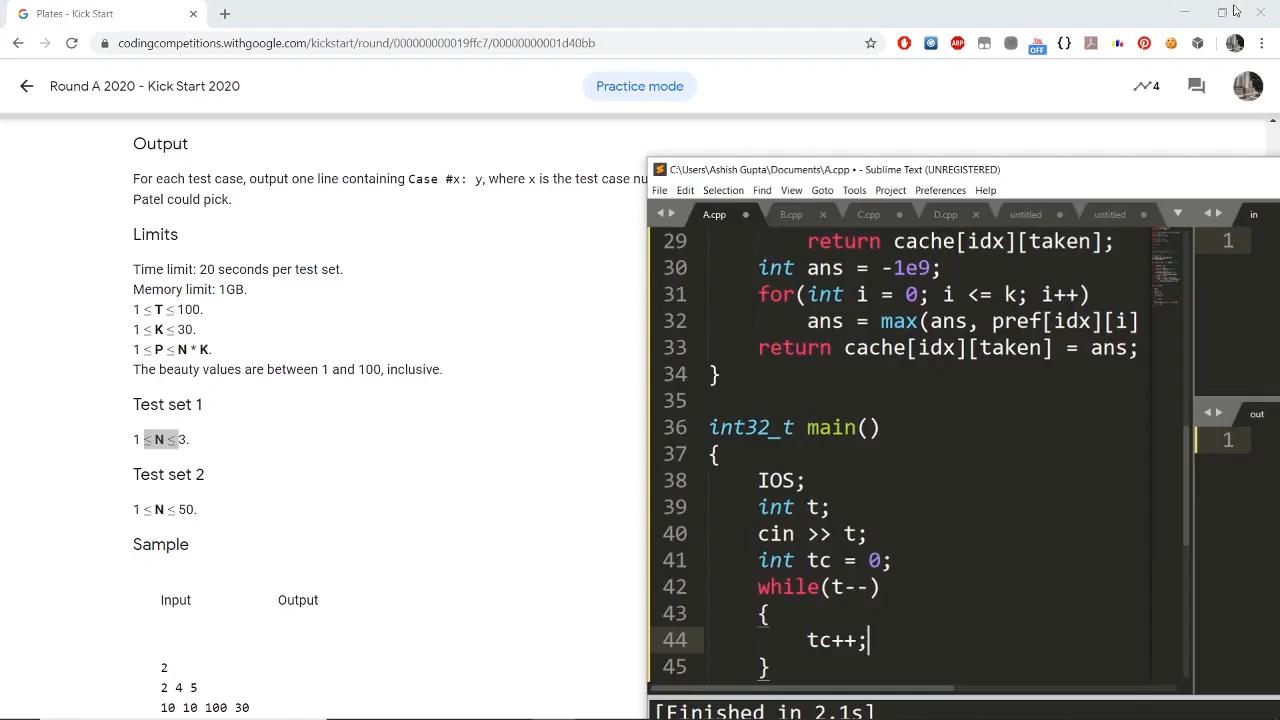 Plates - Kick Start
codingcompetitions.withgoogle.com/kickstart/round/000000000019ffc7/00000000001d40bb
ABP
OFF
Round A 2020 - Kick Start 2020
Practice mode
4
Output
For each test case, output one line containing Case #x: y, where x is the test case nu
Patel could pick.
Limits
Time limit: 20 seconds per test set.
Memory limit: 1GB.
1 ≤ T ≤ 100.
1 ≤ K ≤ 30.
1 ≤ P ≤ N * K.
The beauty values are between 1 and 100, inclusive.
Test set 1
1 ≤ N ≤ 3.
Test set 2
1 ≤ N ≤ 50.
Sample
Input Output
2
2 4 5
10 10 100 30
C:\Users\Ashish Gupta\Documents\A.cpp • - Sublime Text (UNREGISTERED)
File Edit Selection Find View Goto Tools Project Preferences Help
A.cpp B.cpp C.cpp D.cpp untitled untitled
29 return cache[idx][taken];
30 int ans = -1e9;
31 for(int i = 0; i <= k; i++)
32 ans = max(ans, pref[idx][i]
33 return cache[idx][taken] = ans;
34 }
35
36 int32_t main()
37 {
38 IOS;
39 int t;
40 cin >> t;
41 int tc = 0;
42 while(t--)
43 {
44 tc++;
45 }
[Finished in 2.1s]
in
1
out
1